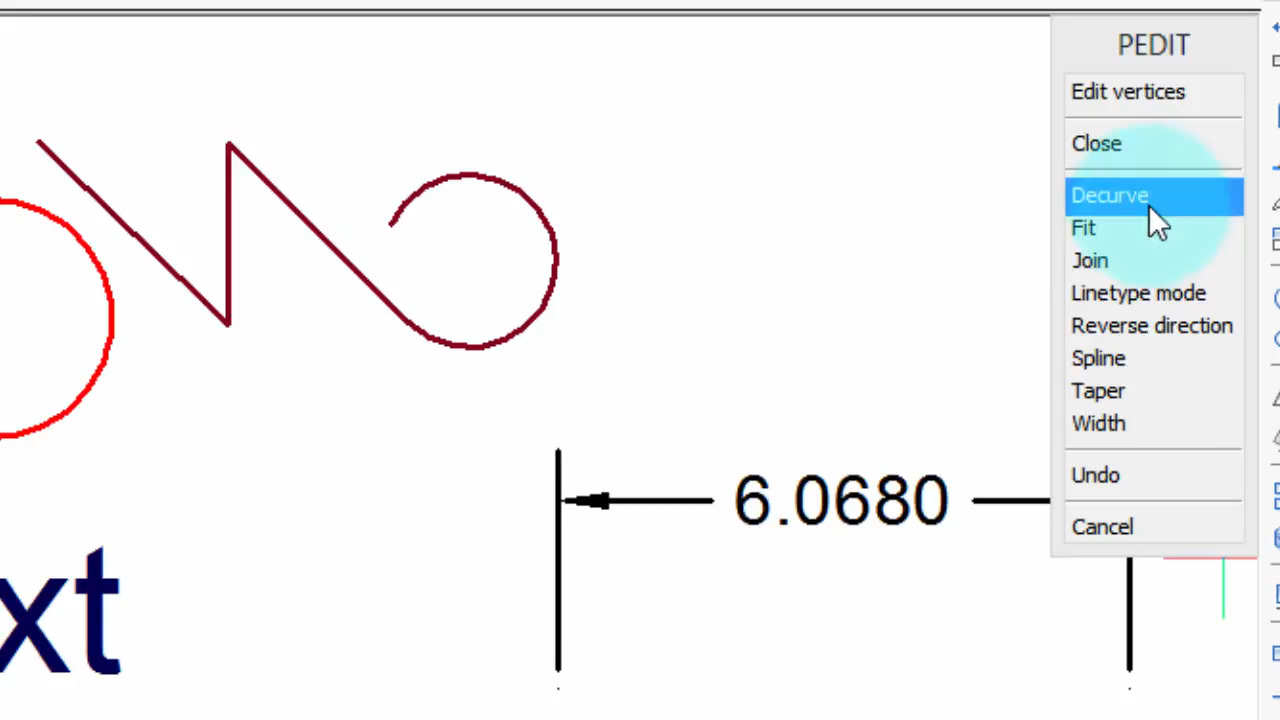 PEDIT
Edit vertices
Close
Decurve
Fit
Join
Linetype mode
Reverse direction
Spline
Taper
Width
Undo
Cancel
6.0680
xt